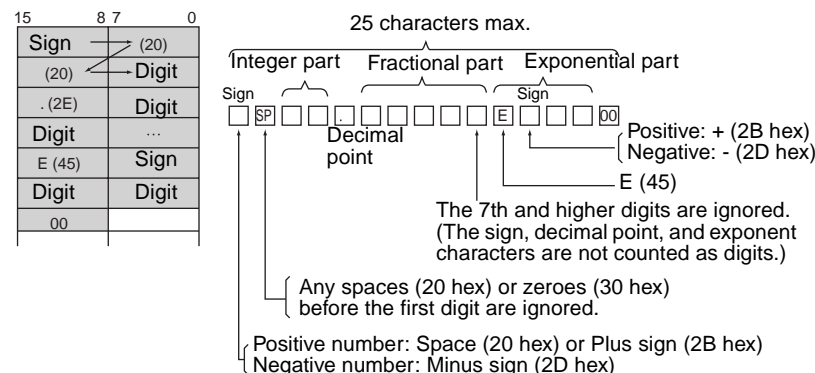 15 8 7 0
Sign (20)
(20) Digit
. (2E) Digit
Digit ...
E (45) Sign
Digit Digit
00
25 characters max.
Integer part Fractional part Exponential part
Sign Sign
SP . E 00
Decimal
point
Positive: + (2B hex)
Negative: - (2D hex)
E (45)
The 7th and higher digits are ignored.
(The sign, decimal point, and exponent
characters are not counted as digits.)
Any spaces (20 hex) or zeroes (30 hex)
before the first digit are ignored.
Positive number: Space (20 hex) or Plus sign (2B hex)
Negative number: Minus sign (2D hex)